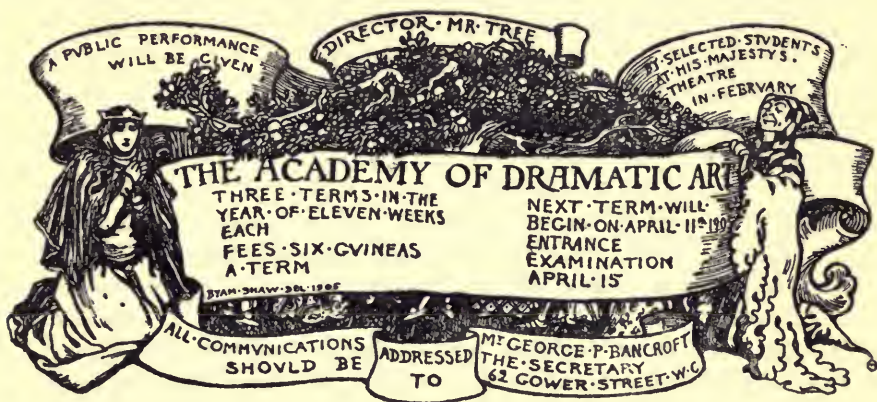 A PUBLIC PERFORMANCE
WILL BE GIVEN
DIRECTOR·MR·TREE
BY·SELECTED·STUDENTS
AT·HIS·MAJESTYS·
THEATRE
IN·FEBRVARY
THE ACADEMY OF DRAMATIC ART
THREE·TERMS·IN·THE
YEAR·OF·ELEVEN·WEEKS
EACH
FEES·SIX·GVINEAS
A·TERM
BYAM·SHAW·DEL·1905
NEXT·TERM·WILL·
BEGIN·ON·APRIL·11th
ENTRANCE
EXAMINATION
APRIL·15
ALL·COMMVNICATIONS
SHOULD BE
ADDRESSED
TO
Mr GEORGE·P·BANCROFT
THE·SECRETARY
62 GOWER·STREET·W·C